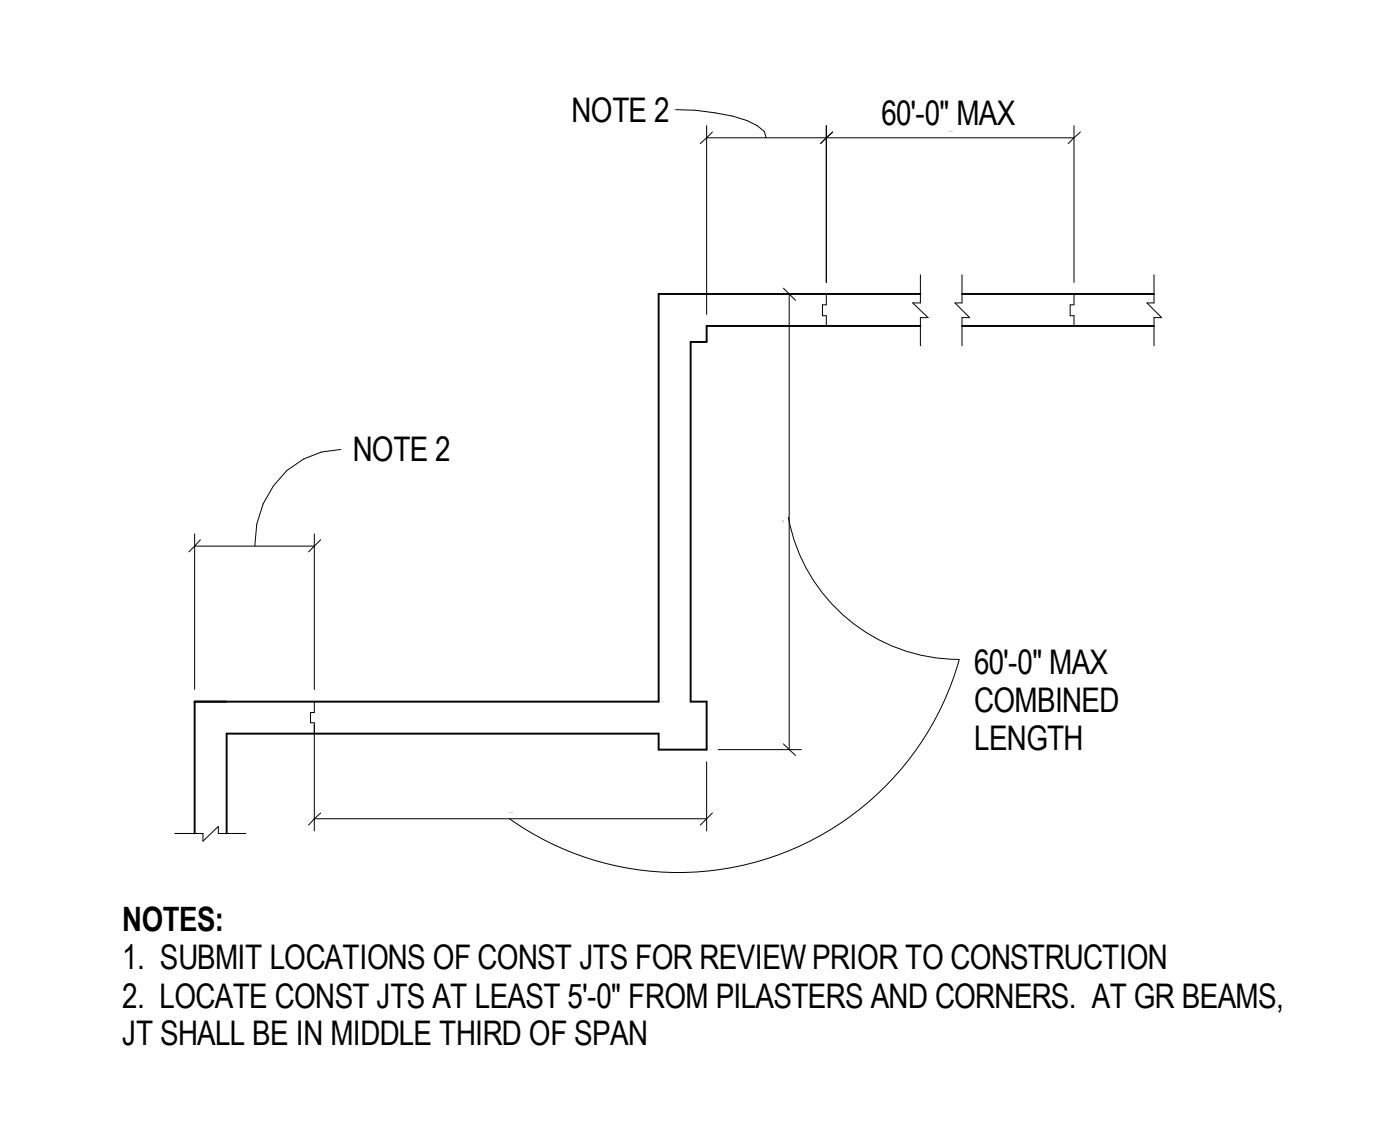 NOTE 2
60'-0" MAX
NOTE 2
60'-0" MAX
COMBINED
LENGTH
NOTES:
1. SUBMIT LOCATIONS OF CONST JTS FOR REVIEW PRIOR TO CONSTRUCTION
2. LOCATE CONST JTS AT LEAST 5'-0" FROM PILASTERS AND CORNERS. AT GR BEAMS,
JT SHALL BE IN MIDDLE THIRD OF SPAN